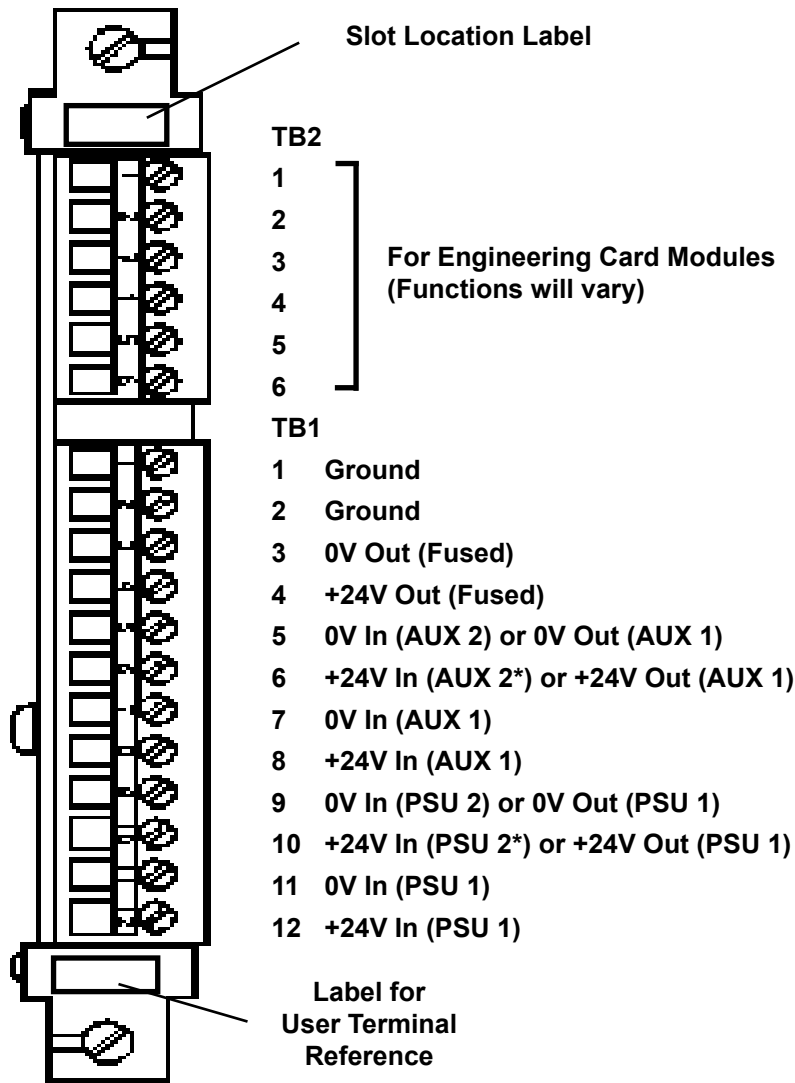 Slot Location Label
TB2
1
2
3
4
5
6
For Engineering Card Modules
(Functions will vary)
TB1
1 Ground
2 Ground
3 0V Out (Fused)
4 +24V Out (Fused)
5 0V In (AUX 2) or 0V Out (AUX 1)
6 +24V In (AUX 2*) or +24V Out (AUX 1)
7 0V In (AUX 1)
8 +24V In (AUX 1)
9 0V In (PSU 2) or 0V Out (PSU 1)
10 +24V In (PSU 2*) or +24V Out (PSU 1)
11 0V In (PSU 1)
12 +24V In (PSU 1)
Label for
User Terminal
Reference